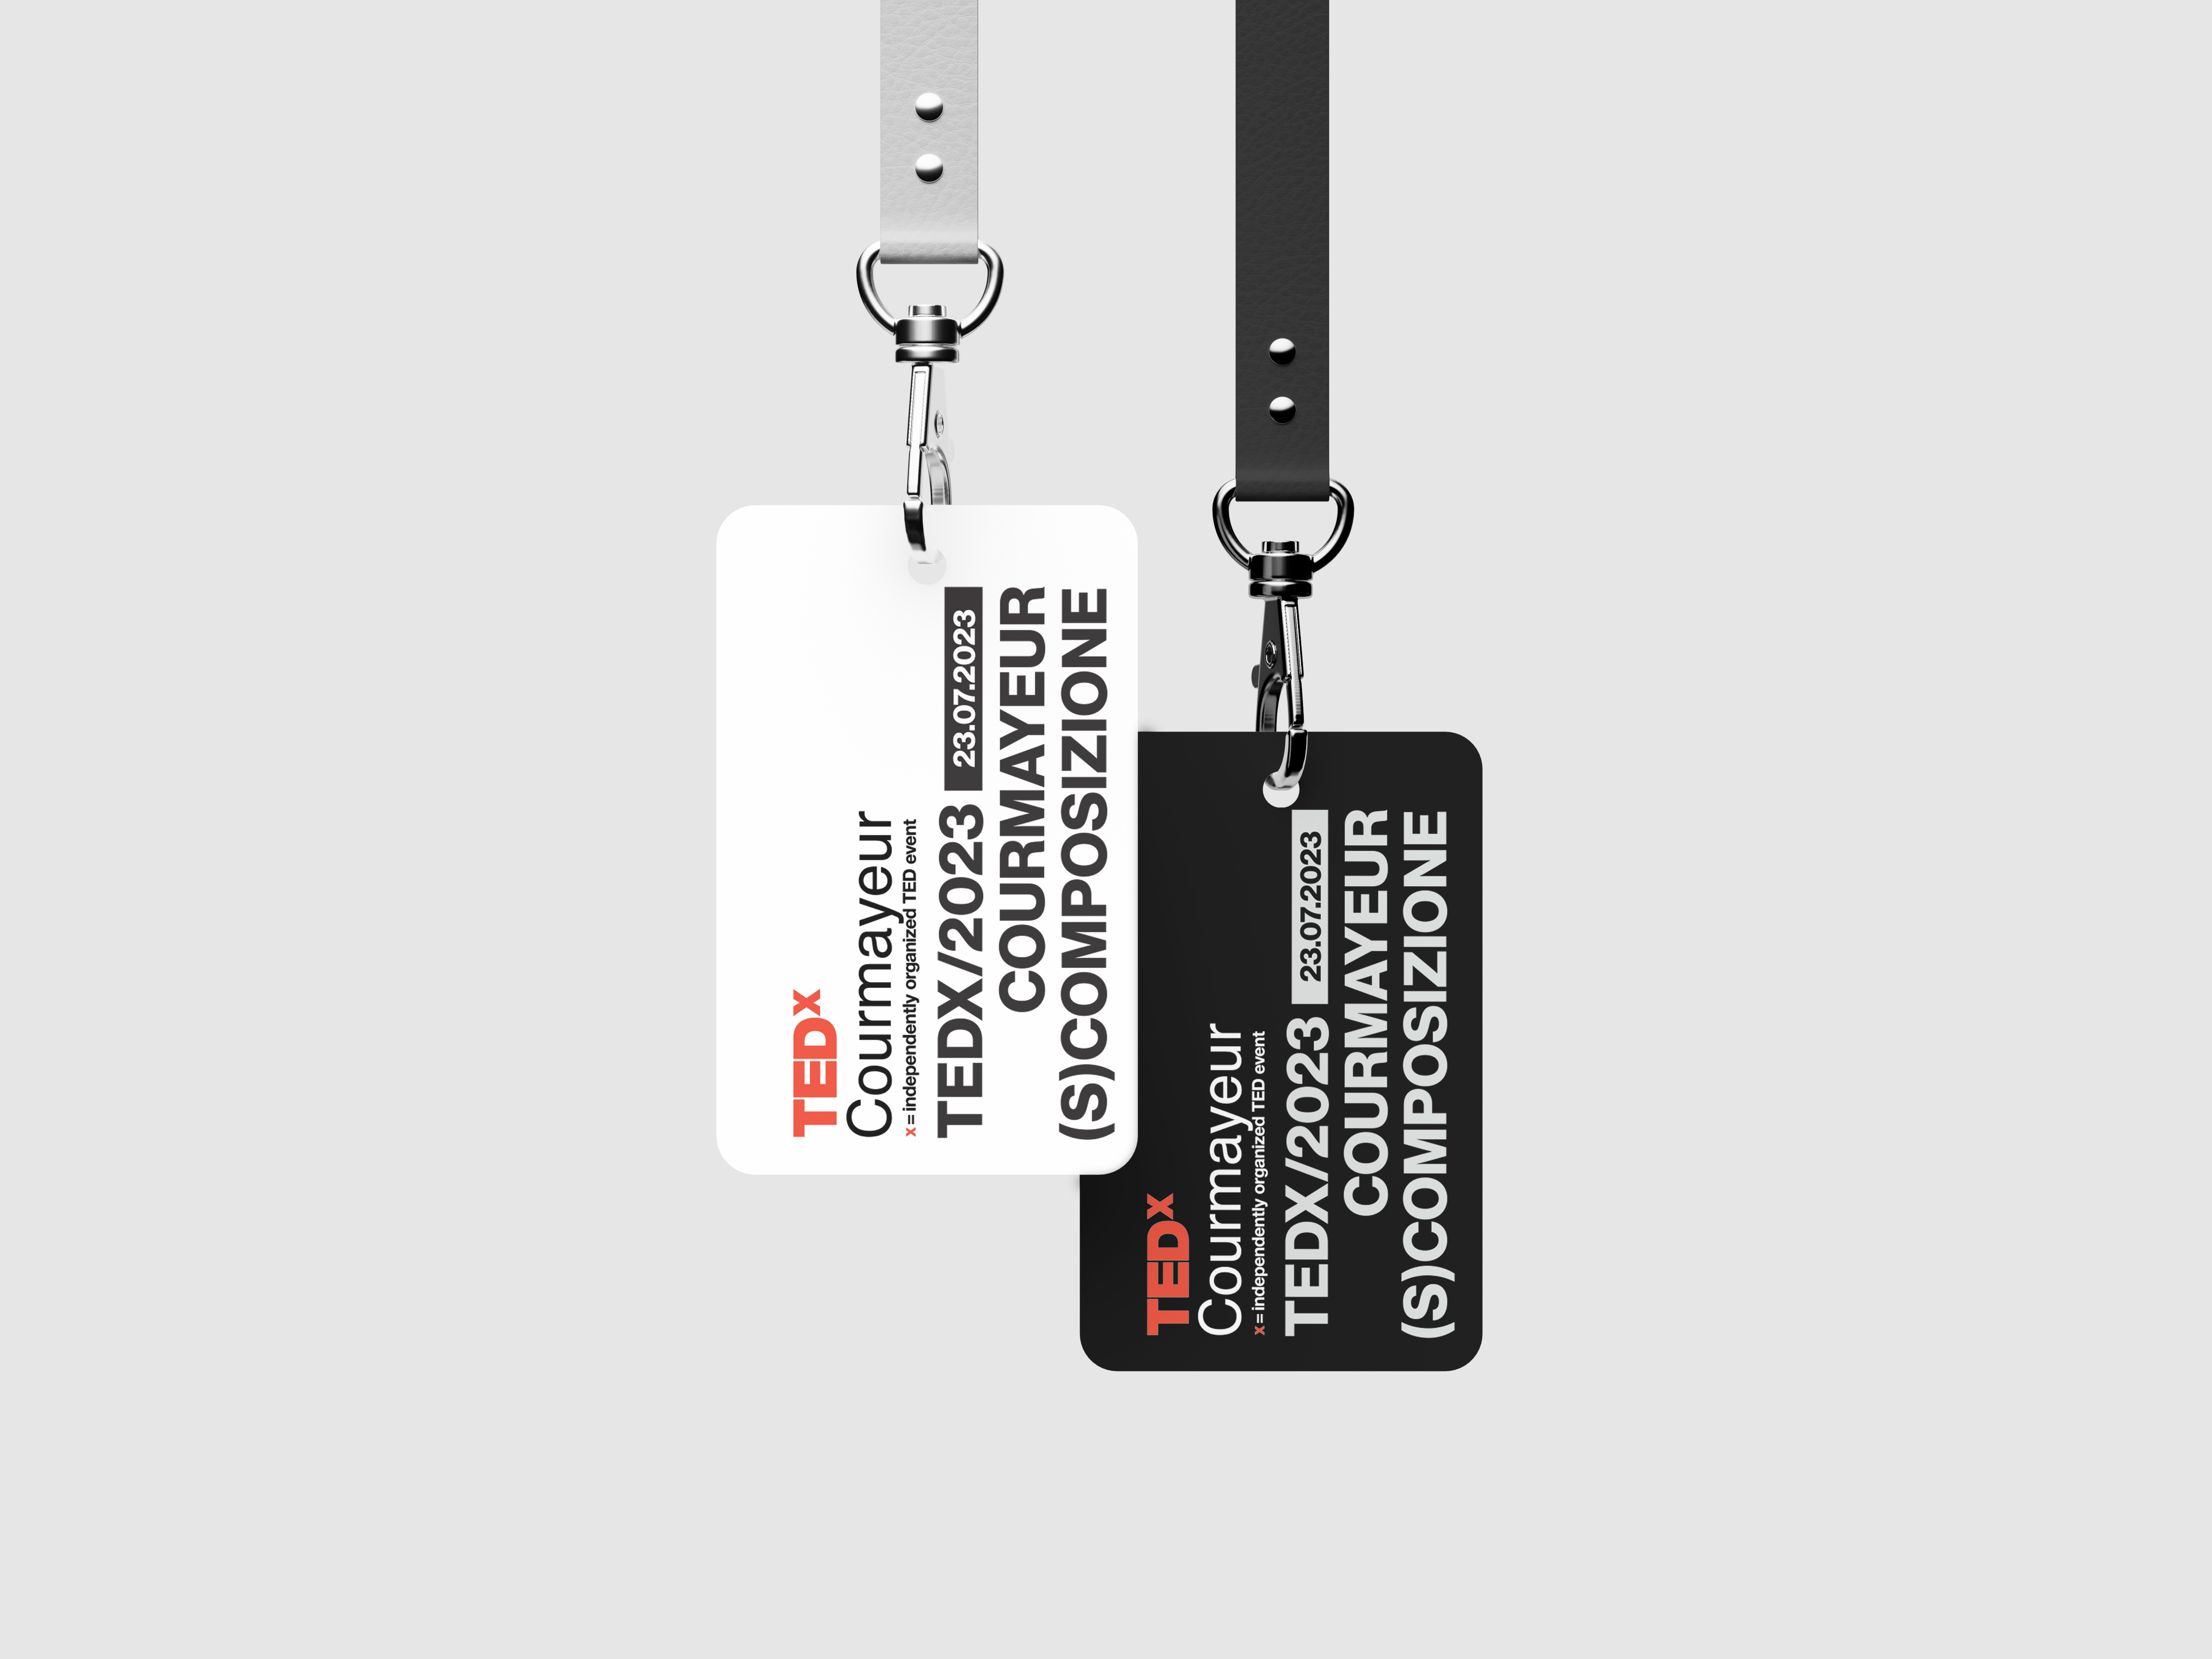 TEDx
Courmayeur
x = independently organized TED event
TEDX/2023 23.07.2023
COURMAYEUR
(S)COMPOSIZIONE
TEDx
Courmayeur
x = independently organized TED event
TEDX/2023 23.07.2023
COURMAYEUR
(S)COMPOSIZIONE